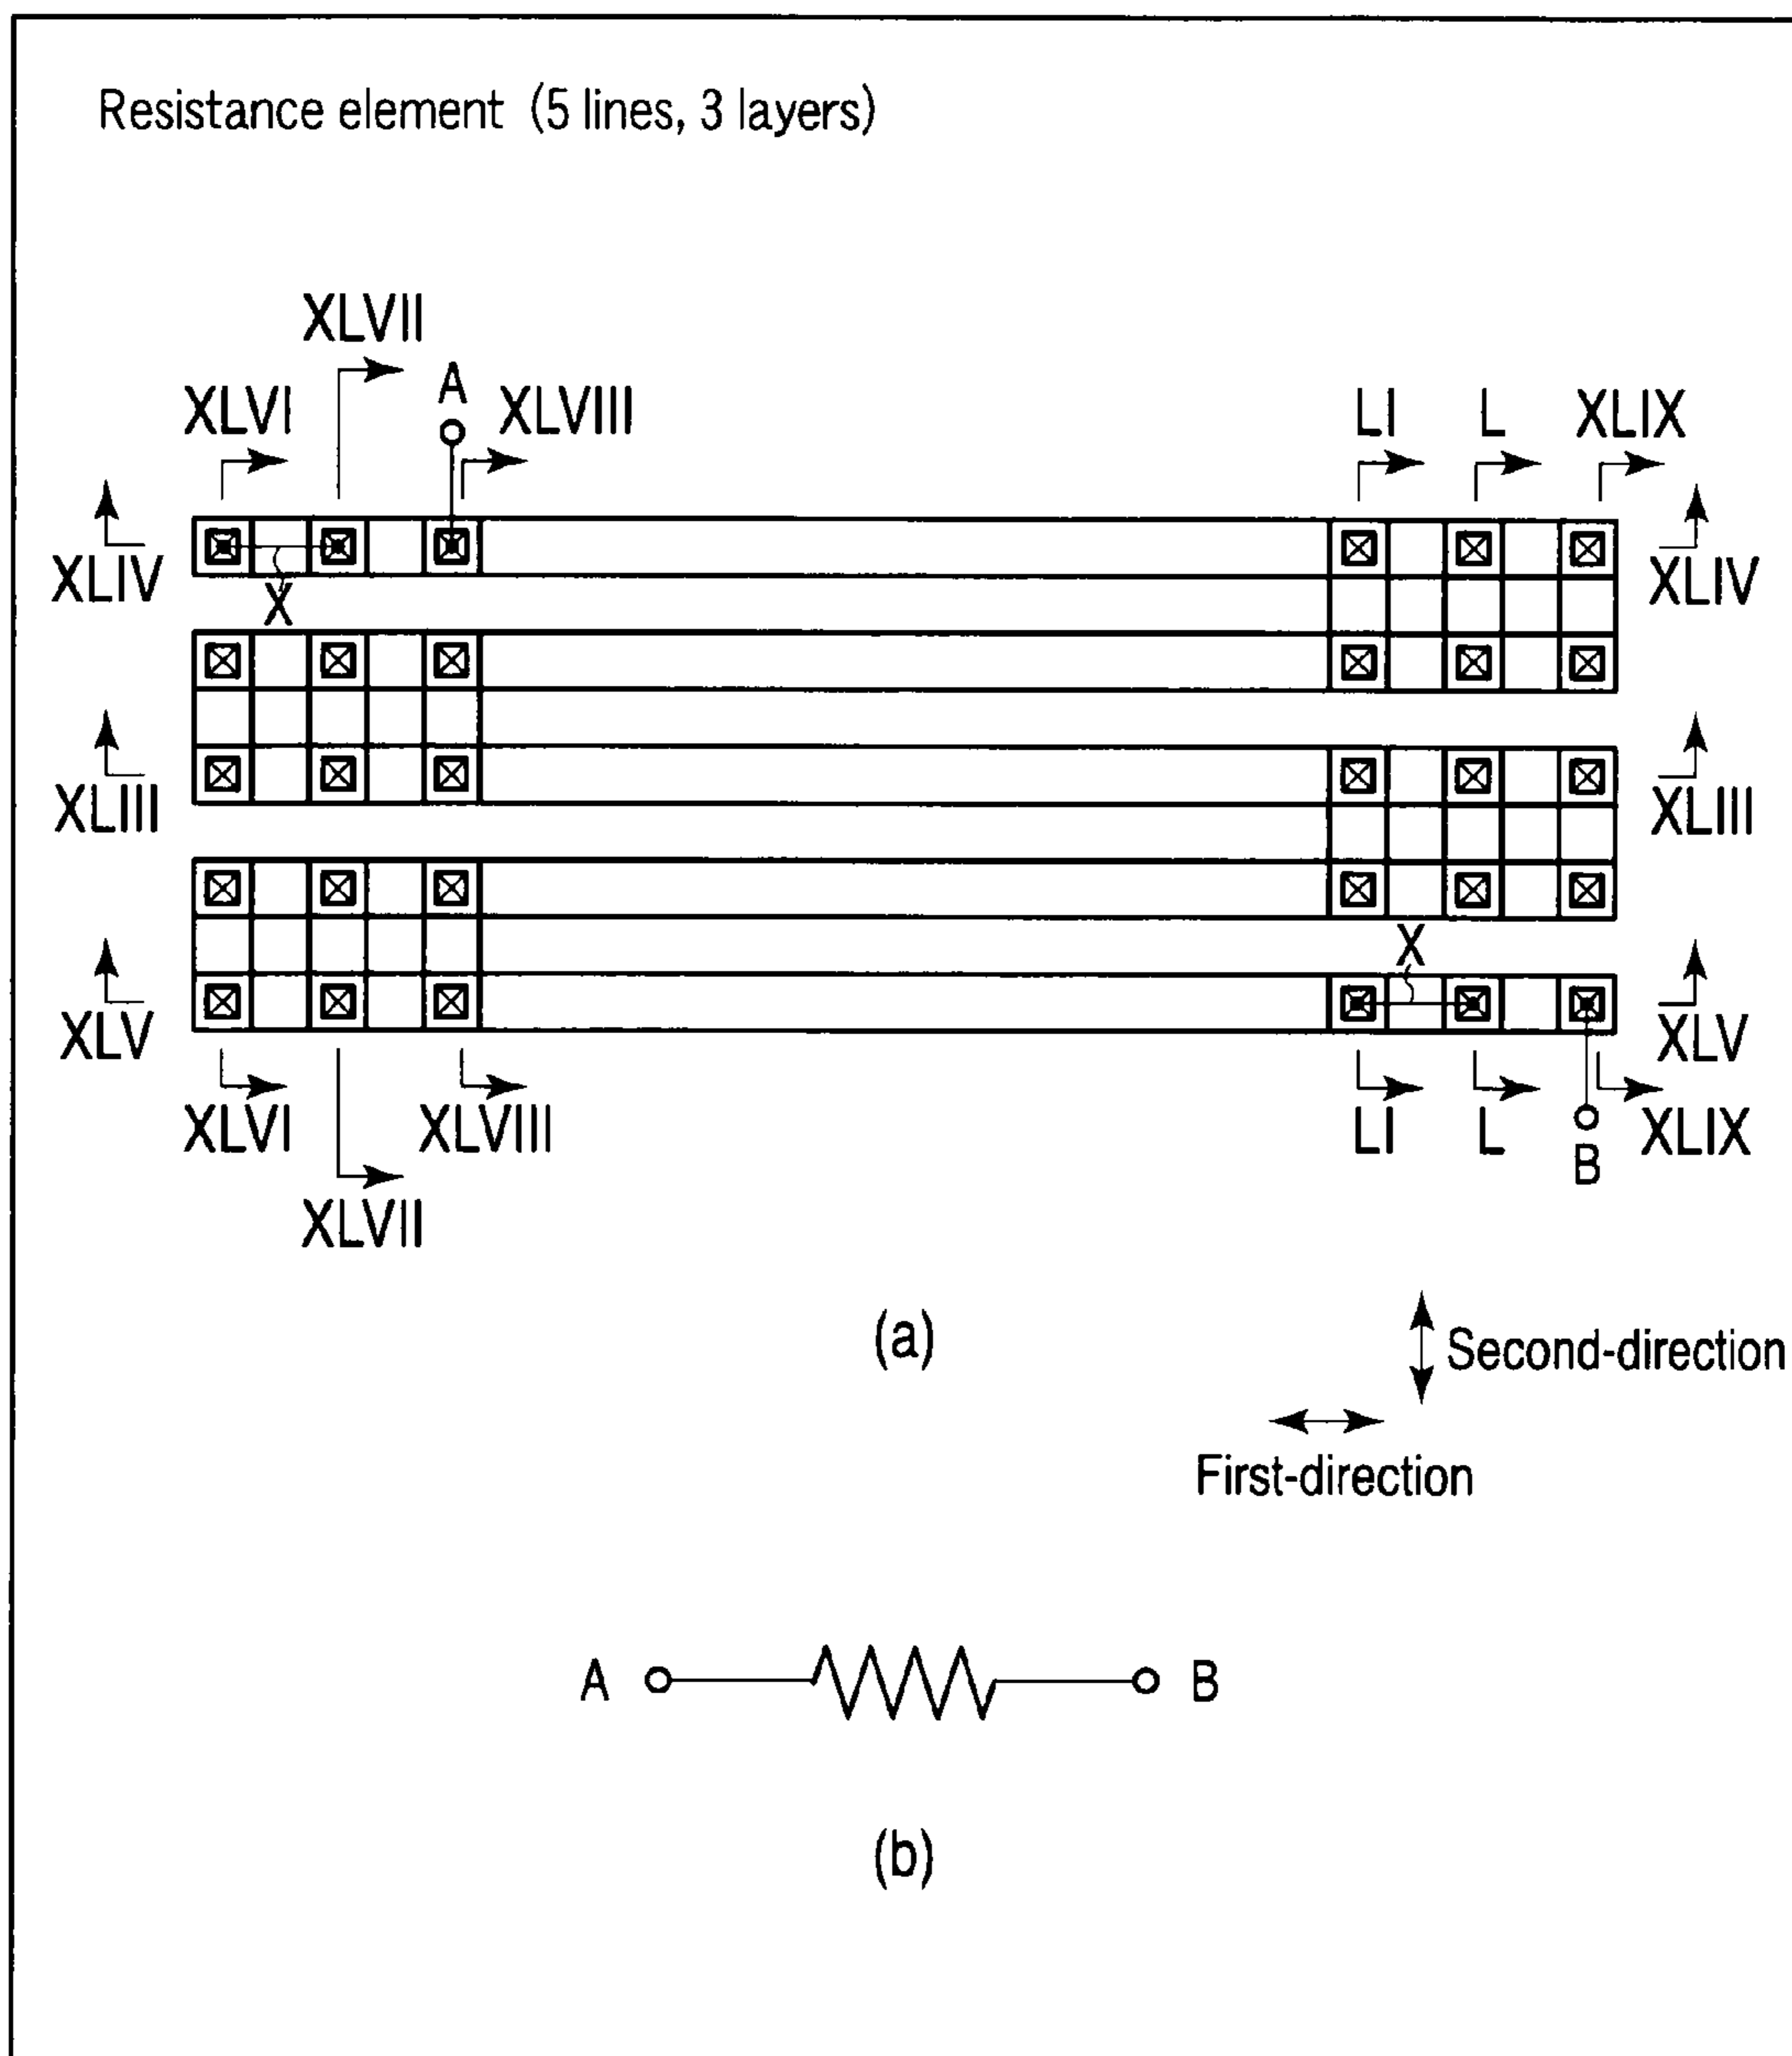 Resistance element (5 lines, 3 layers)
XLVII
A
XLVI
XLVIII
LI
L
XLIX
XLIV
X
XLIV
XLIII
XLIII
X
XLV
XLV
XLVI
XLVIII
LI
L
B
XLIX
XLVII
(a)
Second-direction
First-direction
A
B
(b)